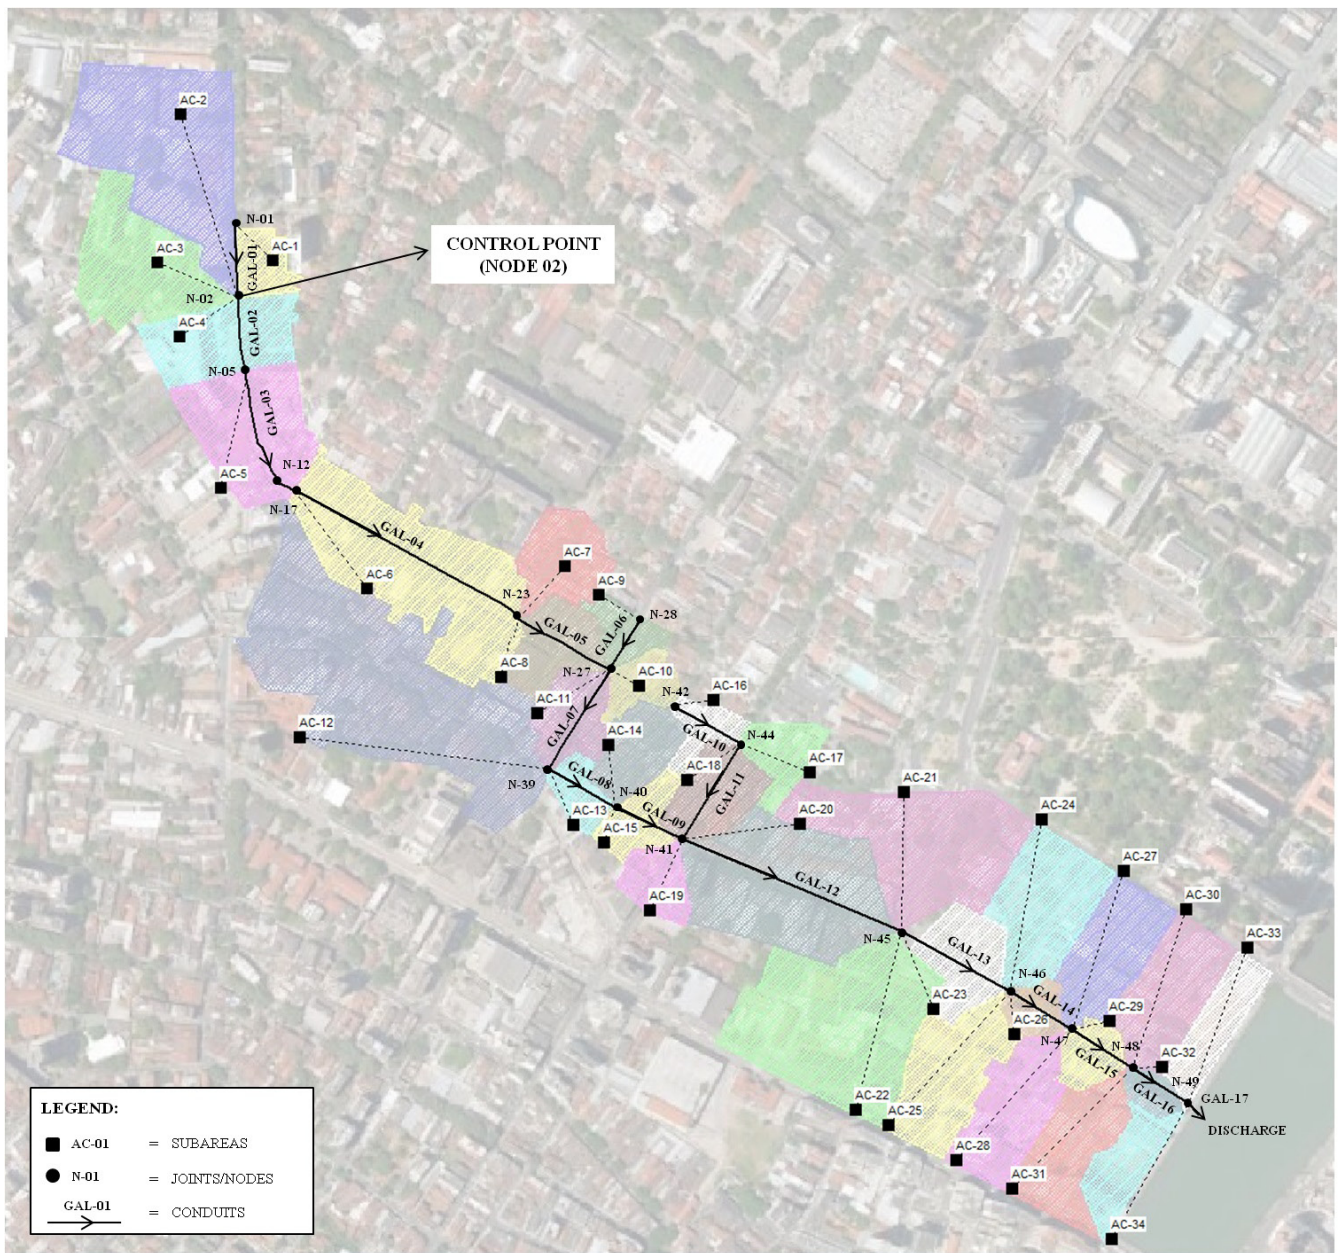 AC-2
N-01
AC-1
AC-3
GAL-01
CONTROL POINT
(NODE 02)
N-02
AC-4
GAL-02
N-05
GAL-03
N-12
AC-5
N-17
GAL-04
AC-7
AC-6
AC-9
N-23
N-28
GAL-05
GAL-06
AC-8
N-27
AC-10
N-42
AC-16
AC-11
GAL-07
AC-12
AC-14
GAL-10
N-44
AC-17
AC-18
GAL-11
N-39
GAL-08
N-40
AC-21
AC-24
AC-13
GAL-09
AC-20
AC-15
N-41
AC-27
GAL-12
AC-19
AC-30
N-45
AC-33
GAL-13
N-46
AC-23
GAL-14
AC-29
AC-26
N-47
N-48
GAL-15
AC-32
N-49
GAL-16
GAL-17
AC-22
AC-25
DISCHARGE
AC-28
AC-31
AC-34
LEGEND:
AC-01 = SUBAREAS
N-01 = JOINTS/NODES
GAL-01 = CONDUITS